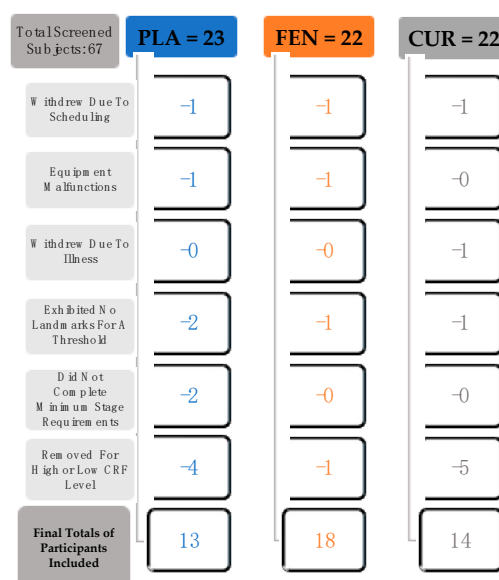 Total Screened
Subjects: 67
PLA = 23
FEN = 22
CUR = 22
Withdrew Due To
Scheduling
-1
-1
-1
Equipment
Malfunctions
-1
-1
-0
Withdrew Due To
Illness
-0
-0
-1
Exhibited No
Landmarks For A
Threshold
-2
-1
-1
Did Not
Complete
Minimum Stage
Requirements
-2
-0
-0
Removed For
High or Low CRF
Level
-4
-1
-5
Final Totals of
Participants
Included
13
18
14